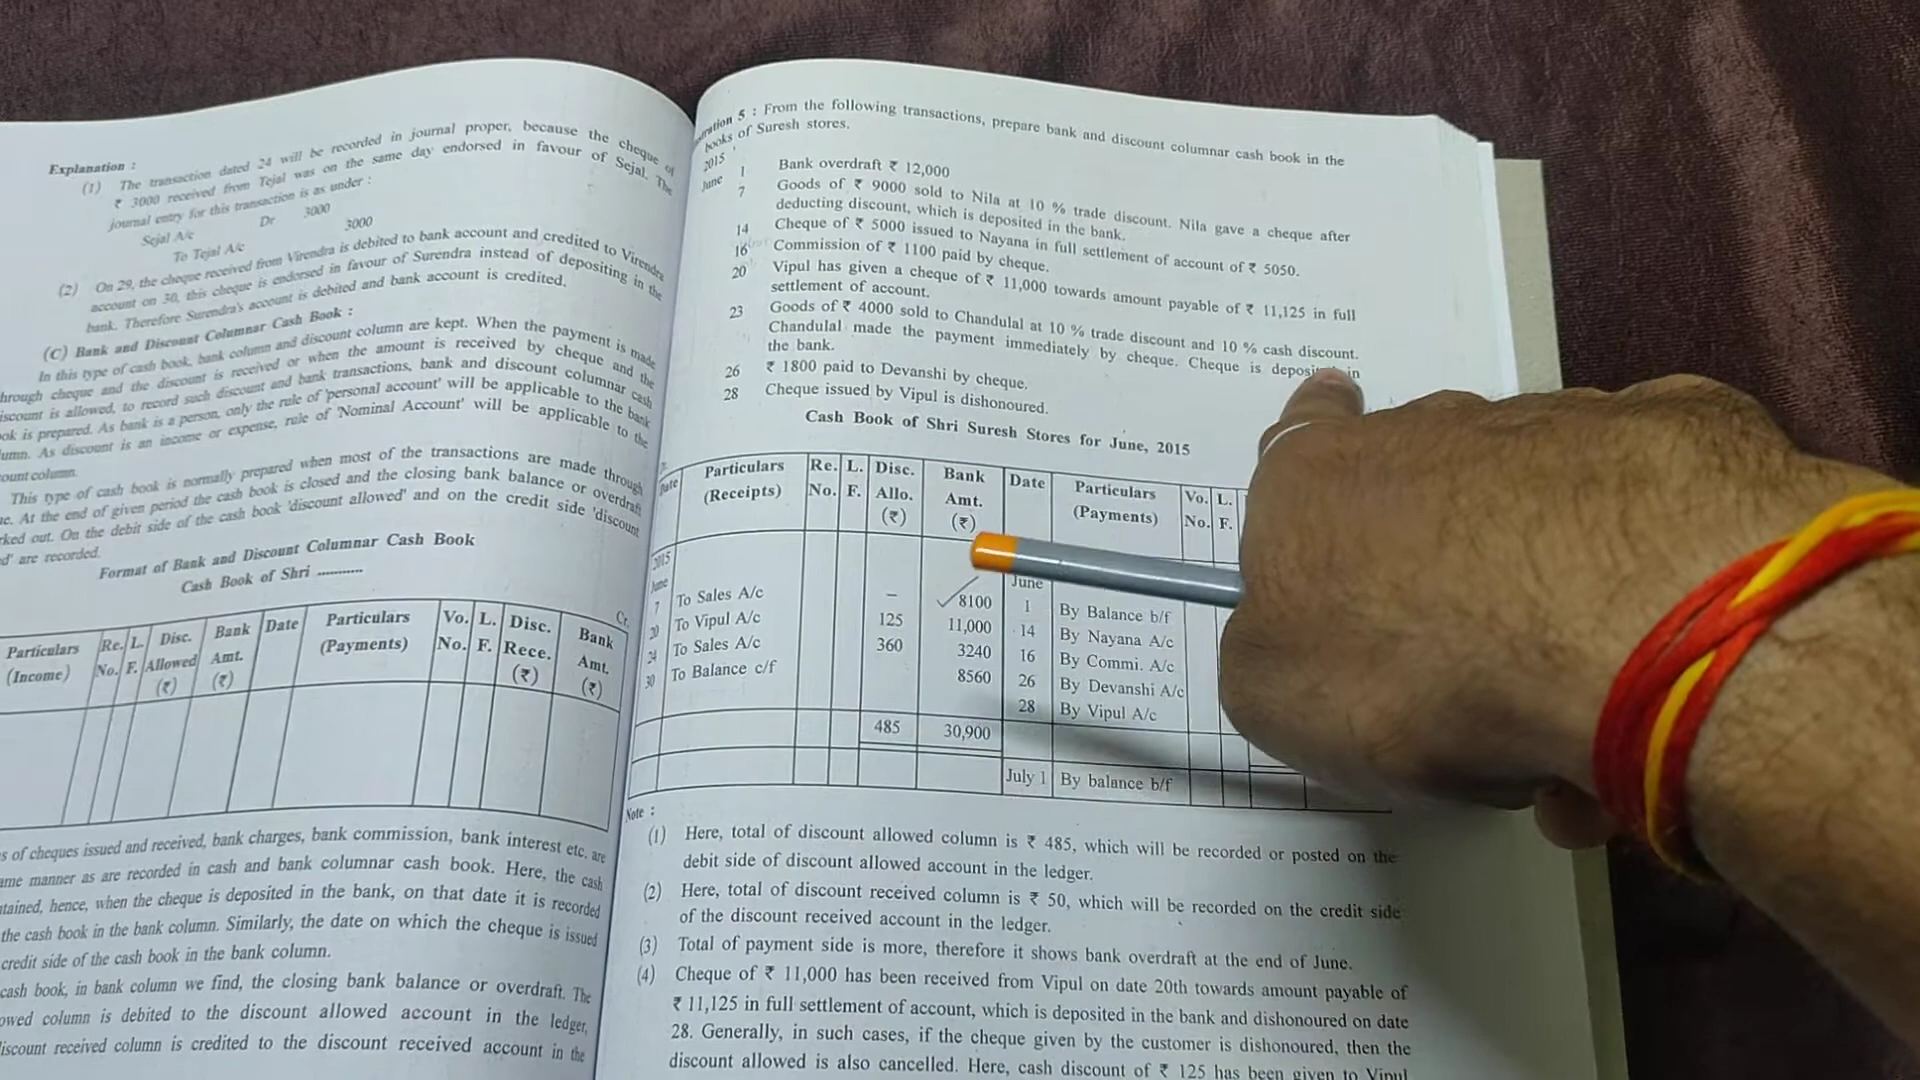 Explanation :
(1) The transaction dated 24 will be recorded in journal proper, because the cheque of
₹ 3000 received from Tejal was on the same day endorsed in favour of Sejal. The
journal entry for this transaction is as under :
Sejal A/c Dr 3000
To Tejal A/c 3000
(2) On 29, the cheque received from Virendra is debited to bank account and credited to Virendra
account on 30, this cheque is endorsed in favour of Surendra instead of depositing in the
bank. Therefore Surendra's account is debited and bank account is credited.
(C) Bank and Discount Columnar Cash Book :
In this type of cash book, bank column and discount column are kept. When the payment is made
through cheque and the discount is received or when the amount is received by cheque and the
discount is allowed, to record such discount and bank transactions, bank and discount columnar cash
ook is prepared. As bank is a person, only the rule of 'personal account' will be applicable to the bank
umn. As discount is an income or expense, rule of 'Nominal Account' will be applicable to the
ount column.
This type of cash book is normally prepared when most of the transactions are made through
ue. At the end of given period the cash book is closed and the closing bank balance or overdraft
rked out. On the debit side of the cash book 'discount allowed' and on the credit side 'discount
d' are recorded.
Format of Bank and Discount Columnar Cash Book
Cash Book of Shri ...........
Cr.
Particulars (Income) Re. No. L. F. Disc. Allowed (₹) Bank Amt. (₹) Date Particulars (Payments) Vo. No. L. F. Disc. Rece. (₹) Bank Amt. (₹)
s of cheques issued and received, bank charges, bank commission, bank interest etc. are
ame manner as are recorded in cash and bank columnar cash book. Here, the cash
ntained, hence, when the cheque is deposited in the bank, on that date it is recorded
the cash book in the bank column. Similarly, the date on which the cheque is issued
credit side of the cash book in the bank column.
cash book, in bank column we find, the closing bank balance or overdraft. The
owed column is debited to the discount allowed account in the ledger,
discount received column is credited to the discount received account in the
ration 5 : From the following transactions, prepare bank and discount columnar cash book in the
books of Suresh stores.
2015
June 1 Bank overdraft ₹ 12,000
7 Goods of ₹ 9000 sold to Nila at 10 % trade discount. Nila gave a cheque after
deducting discount, which is deposited in the bank.
14 Cheque of ₹ 5000 issued to Nayana in full settlement of account of ₹ 5050.
16 Commission of ₹ 1100 paid by cheque.
20 Vipul has given a cheque of ₹ 11,000 towards amount payable of ₹ 11,125 in full
settlement of account.
23 Goods of ₹ 4000 sold to Chandulal at 10 % trade discount and 10 % cash discount.
Chandulal made the payment immediately by cheque. Cheque is deposit in
the bank.
26 ₹ 1800 paid to Devanshi by cheque.
28 Cheque issued by Vipul is dishonoured.
Cash Book of Shri Suresh Stores for June, 2015
Date Particulars (Receipts) Re. No. L. F. Disc. Allo. (₹) Bank Amt. (₹) Date Particulars (Payments) Vo. No. L. F.
2015
June June
7 To Sales A/c – 8100 1 By Balance b/f
20 To Vipul A/c 125 11,000 14 By Nayana A/c
24 To Sales A/c 360 3240 16 By Commi. A/c
30 To Balance c/f 8560 26 By Devanshi A/c
28 By Vipul A/c
485 30,900
July 1 By balance b/f
Note :
(1) Here, total of discount allowed column is ₹ 485, which will be recorded or posted on the
debit side of discount allowed account in the ledger.
(2) Here, total of discount received column is ₹ 50, which will be recorded on the credit side
of the discount received account in the ledger.
(3) Total of payment side is more, therefore it shows bank overdraft at the end of June.
(4) Cheque of ₹ 11,000 has been received from Vipul on date 20th towards amount payable of
₹ 11,125 in full settlement of account, which is deposited in the bank and dishonoured on date
28. Generally, in such cases, if the cheque given by the customer is dishonoured, then the
discount allowed is also cancelled. Here, cash discount of ₹ 125 has been given to Vipul